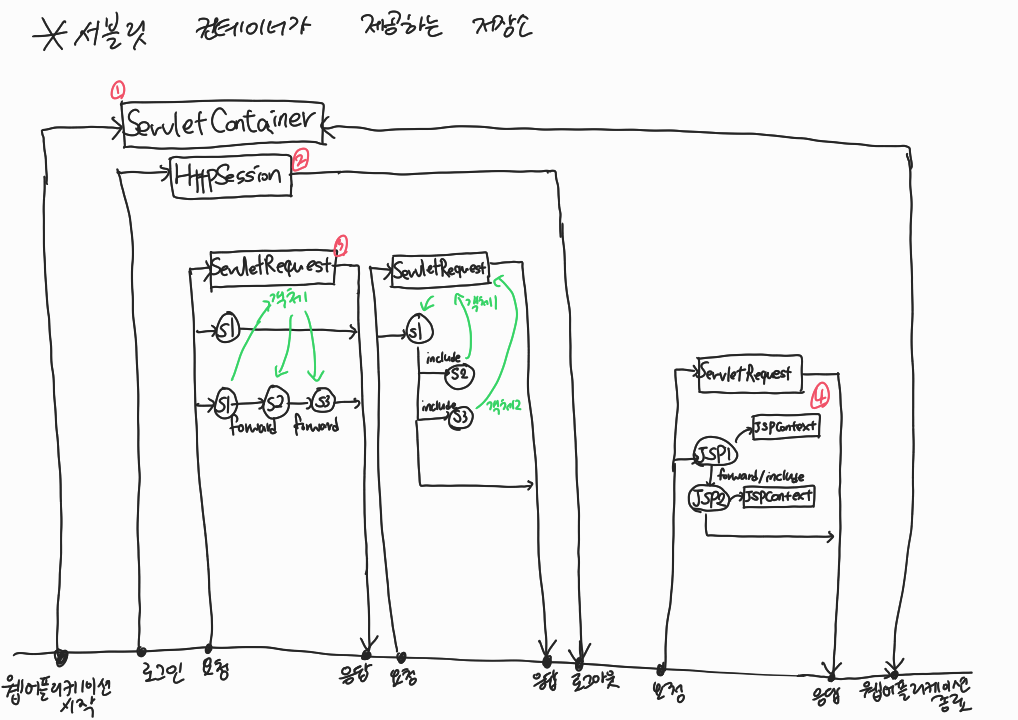 * 서블릿 컨테이너가 제공하는 저장소
①
ServletContainer
HttpSession
②
ServletRequest
③
객체1
S1
S1
S2
S3
forward
forward
ServletRequest
객체1
S1
include
S2
include
S3
객체2
ServletRequest
④
JSPContext
JSP1
forward/include
JSP2
JSPContext
웹어플리케이션
시작
로그인
요청
응답
요청
응답
로그아웃
요청
응답
웹어플리케이션
종료